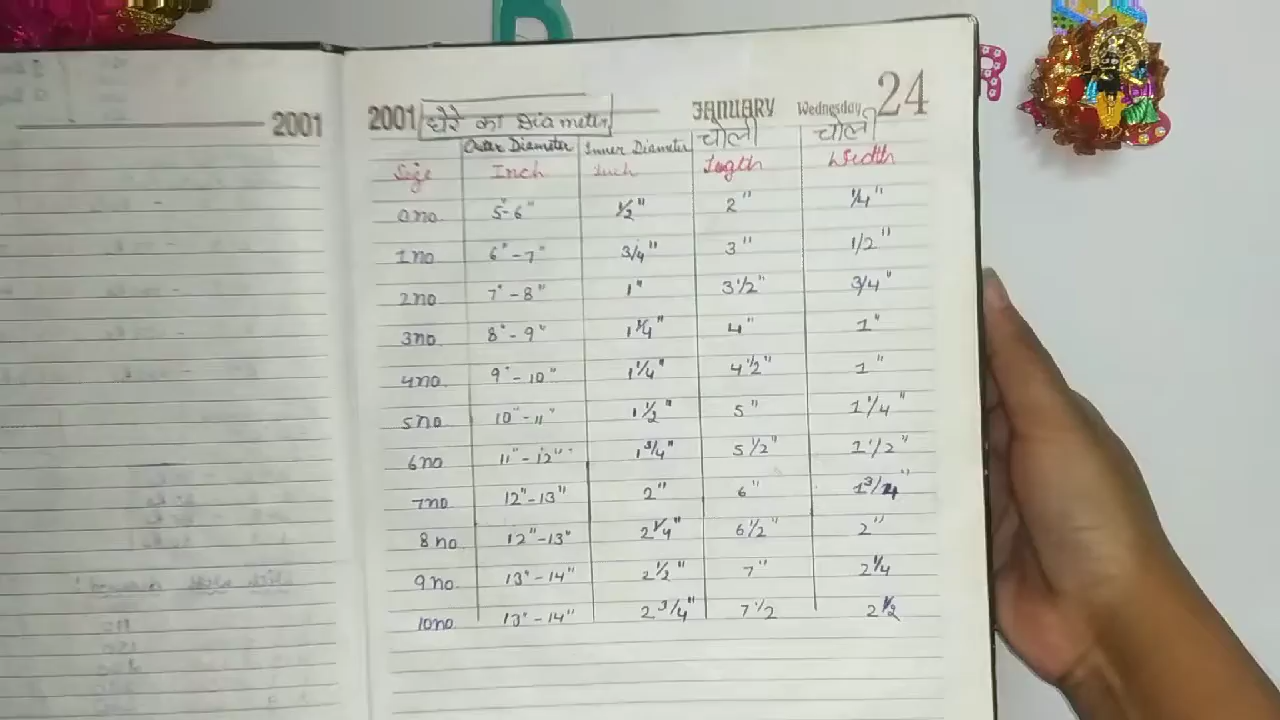 2001
2001 घेरे का Diameter JANUARY Wednesday 24
Outer Diameter Inner Diameter चोली चोली
Size Inch Inch Length Width
0 no 5"-6" 1/2" 2" 1/4"
1 no 6"-7" 3/4" 3" 1/2"
2 no 7"-8" 1" 3 1/2" 3/4"
3 no 8"-9" 1 1/4" 4" 1"
4 no 9"-10" 1 1/4" 4 1/2" 1"
5 no 10"-11" 1 1/2" 5" 1 1/4"
6 no 11"-12" 1 3/4" 5 1/2" 1 1/2"
7 no 12"-13" 2" 6" 1 3/4"
8 no 12"-13" 2 1/4" 6 1/2" 2"
9 no 13"-14" 2 1/2" 7" 2 1/4
10 no 13"-14" 2 3/4" 7 1/2 2 1/2